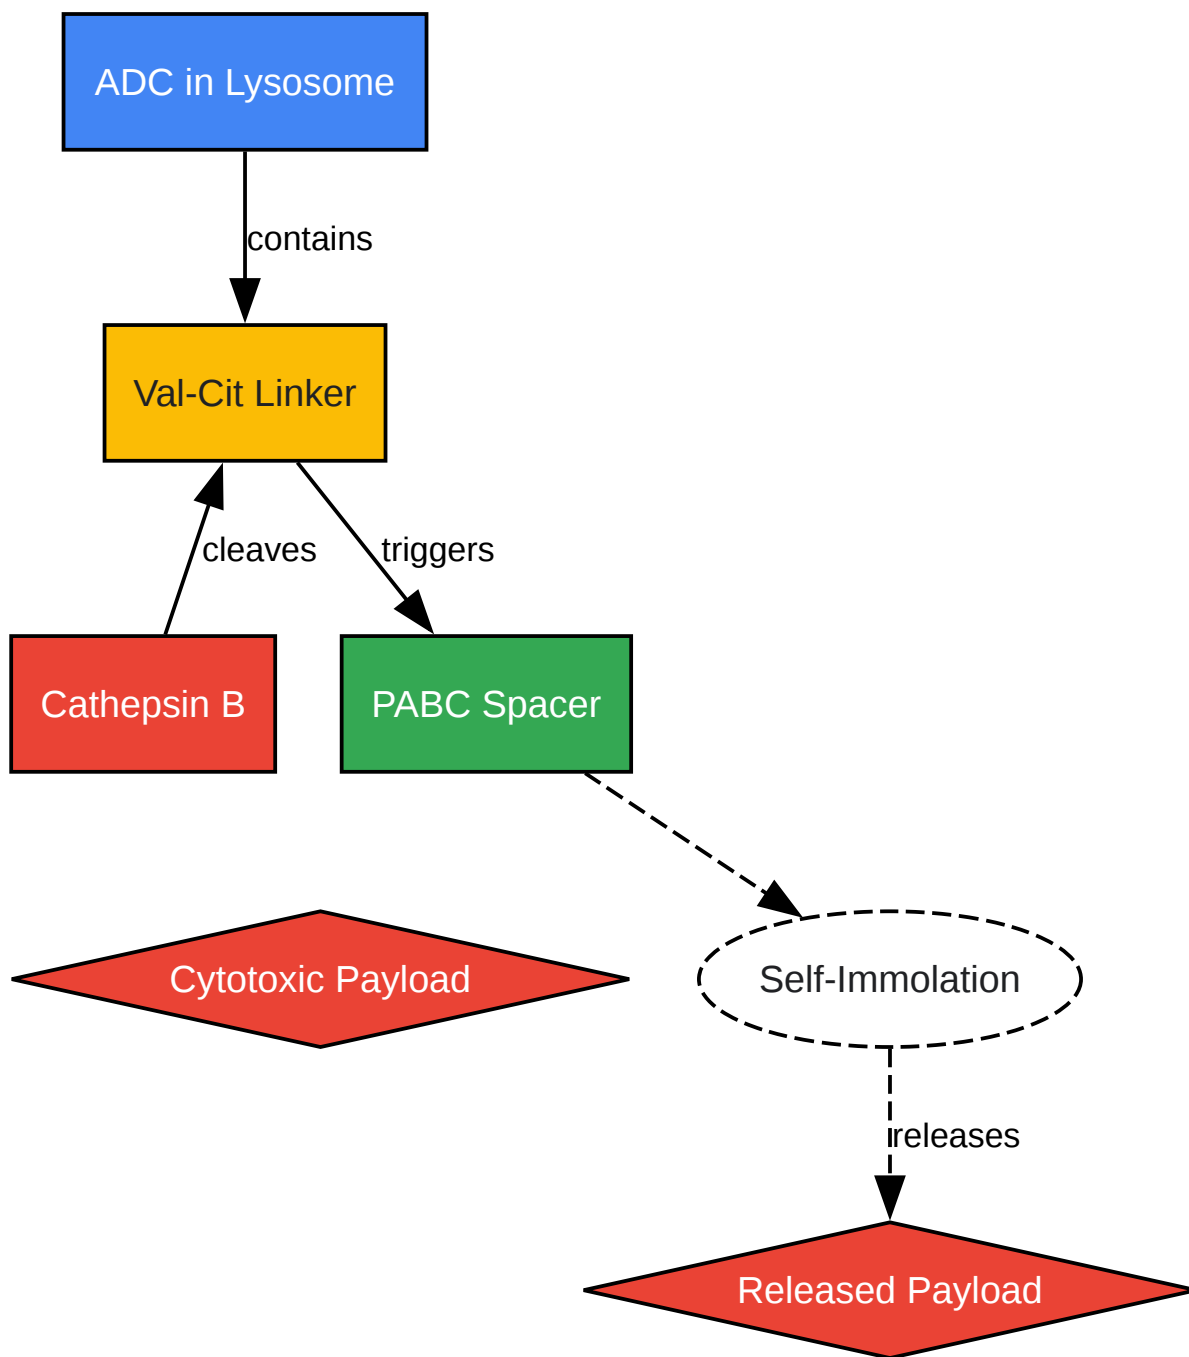 ADC in Lysosome
contains
Val-Cit Linker
cleaves
triggers
Cathepsin B
PABC Spacer
Cytotoxic Payload
Self-Immolation
releases
Released Payload